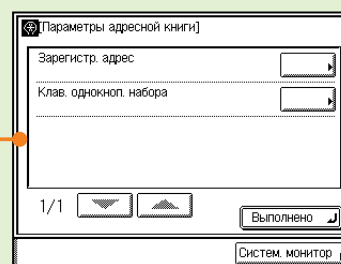 [Параметры адресной книги]
Зарегистр. адрес
Клав. однокноп. набора
1/1
Выполнено
Систем. монитор